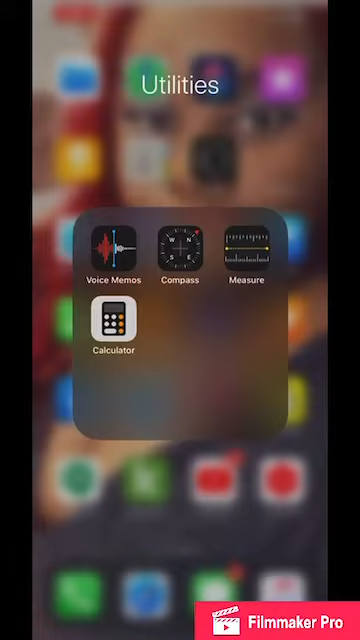 Utilities
W N
S E
Voice Memos Compass Measure
Calculator
Filmmaker Pro